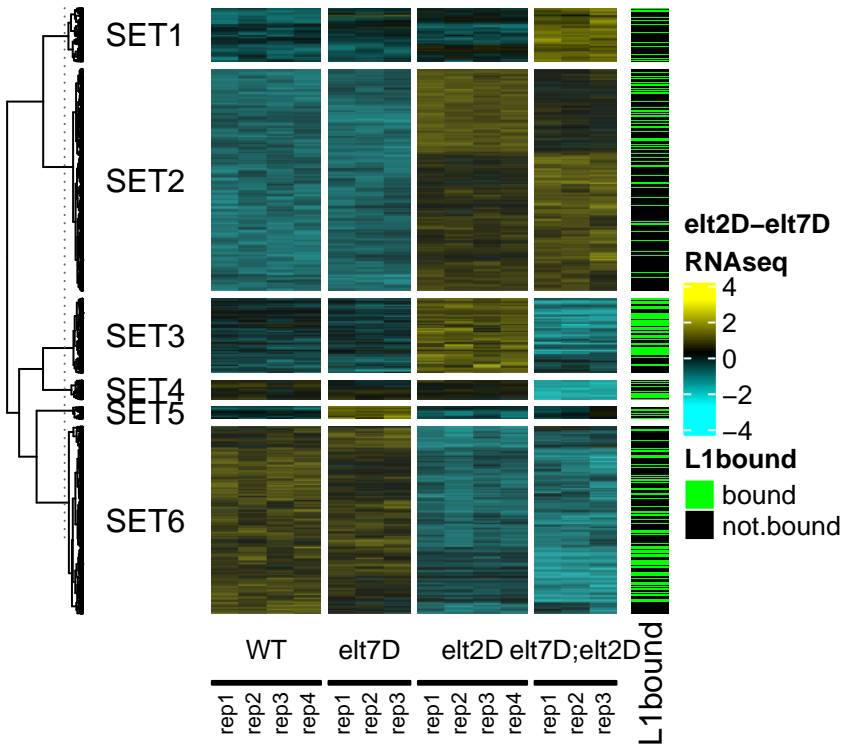 SET1
SET2
SET3
SET4
SET5
SET6
elt2D−elt7D
RNAseq
4
2
0
−2
−4
L1bound
bound
not.bound
WT elt7D elt2D elt7D;elt2D
rep1 rep2 rep3 rep4 rep1 rep2 rep3 rep1 rep2 rep3 rep4 rep1 rep2 rep3
L1bound